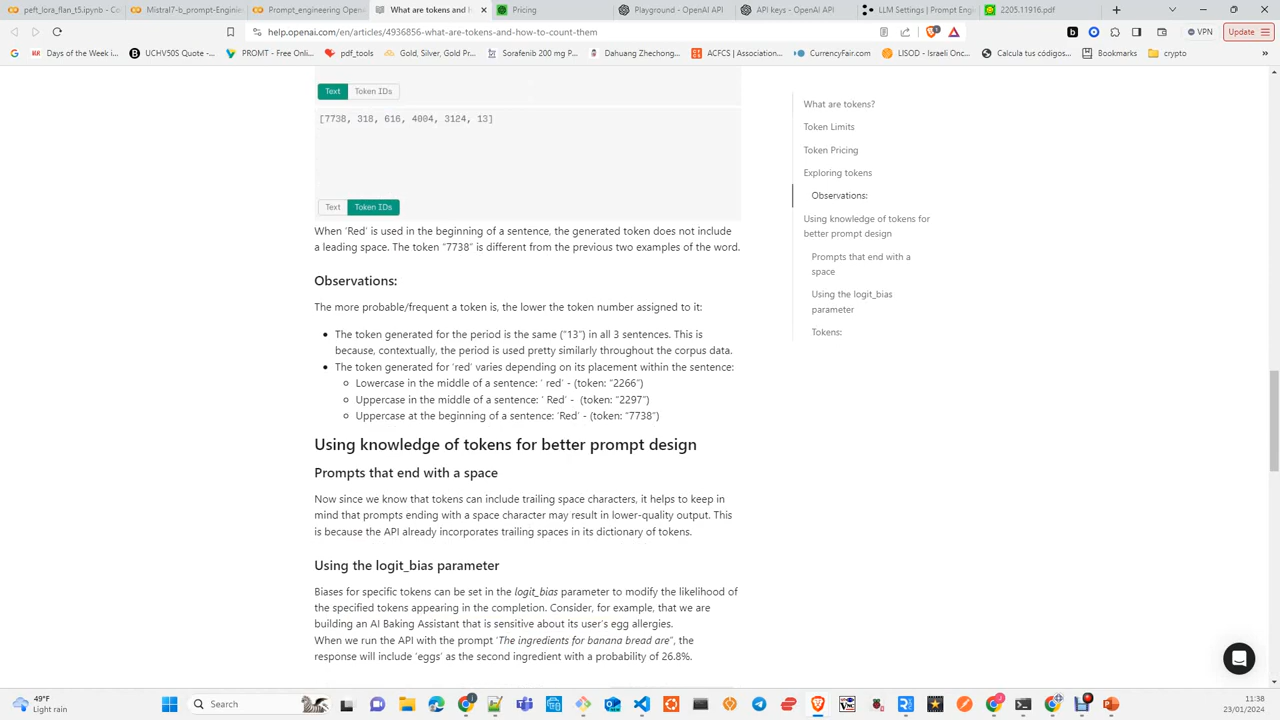 peft_lora_flan_t5.ipynb - Co
Mistral7-b_prompt-Enginie
Prompt_engineering Open
What are tokens and h
Pricing
Playground - OpenAI API
API keys - OpenAI API
LLM Settings | Prompt Eng
2205.11916.pdf
help.openai.com/en/articles/4936856-what-are-tokens-and-how-to-count-them
VPN
Update
Days of the Week i...
UCHV50S Quote -...
PROMT - Free Onli...
pdf_tools
Gold, Silver, Gold Pr...
Sorafenib 200 mg P...
Dahuang Zhechong...
ACFCS | Association...
CurrencyFair.com
LISOD - Israeli Onc...
Calcula tus códigos...
Bookmarks
crypto
Text Token IDs
[7738, 318, 616, 4004, 3124, 13]
Text Token IDs
When ‘Red’ is used in the beginning of a sentence, the generated token does not include
a leading space. The token “7738” is different from the previous two examples of the word.
Observations:
The more probable/frequent a token is, the lower the token number assigned to it:
The token generated for the period is the same (“13”) in all 3 sentences. This is
because, contextually, the period is used pretty similarly throughout the corpus data.
The token generated for ‘red’ varies depending on its placement within the sentence:
Lowercase in the middle of a sentence: ‘ red’ - (token: “2266”)
Uppercase in the middle of a sentence: ‘ Red’ - (token: “2297”)
Uppercase at the beginning of a sentence: ‘Red’ - (token: “7738”)
Using knowledge of tokens for better prompt design
Prompts that end with a space
Now since we know that tokens can include trailing space characters, it helps to keep in
mind that prompts ending with a space character may result in lower-quality output. This
is because the API already incorporates trailing spaces in its dictionary of tokens.
Using the logit_bias parameter
Biases for specific tokens can be set in the logit_bias parameter to modify the likelihood of
the specified tokens appearing in the completion. Consider, for example, that we are
building an AI Baking Assistant that is sensitive about its user’s egg allergies.
When we run the API with the prompt ‘The ingredients for banana bread are”, the
response will include ‘eggs’ as the second ingredient with a probability of 26.8%.
What are tokens?
Token Limits
Token Pricing
Exploring tokens
Observations:
Using knowledge of tokens for
better prompt design
Prompts that end with a
space
Using the logit_bias
parameter
Tokens:
49°F
Light rain
Search
11:38
23/01/2024